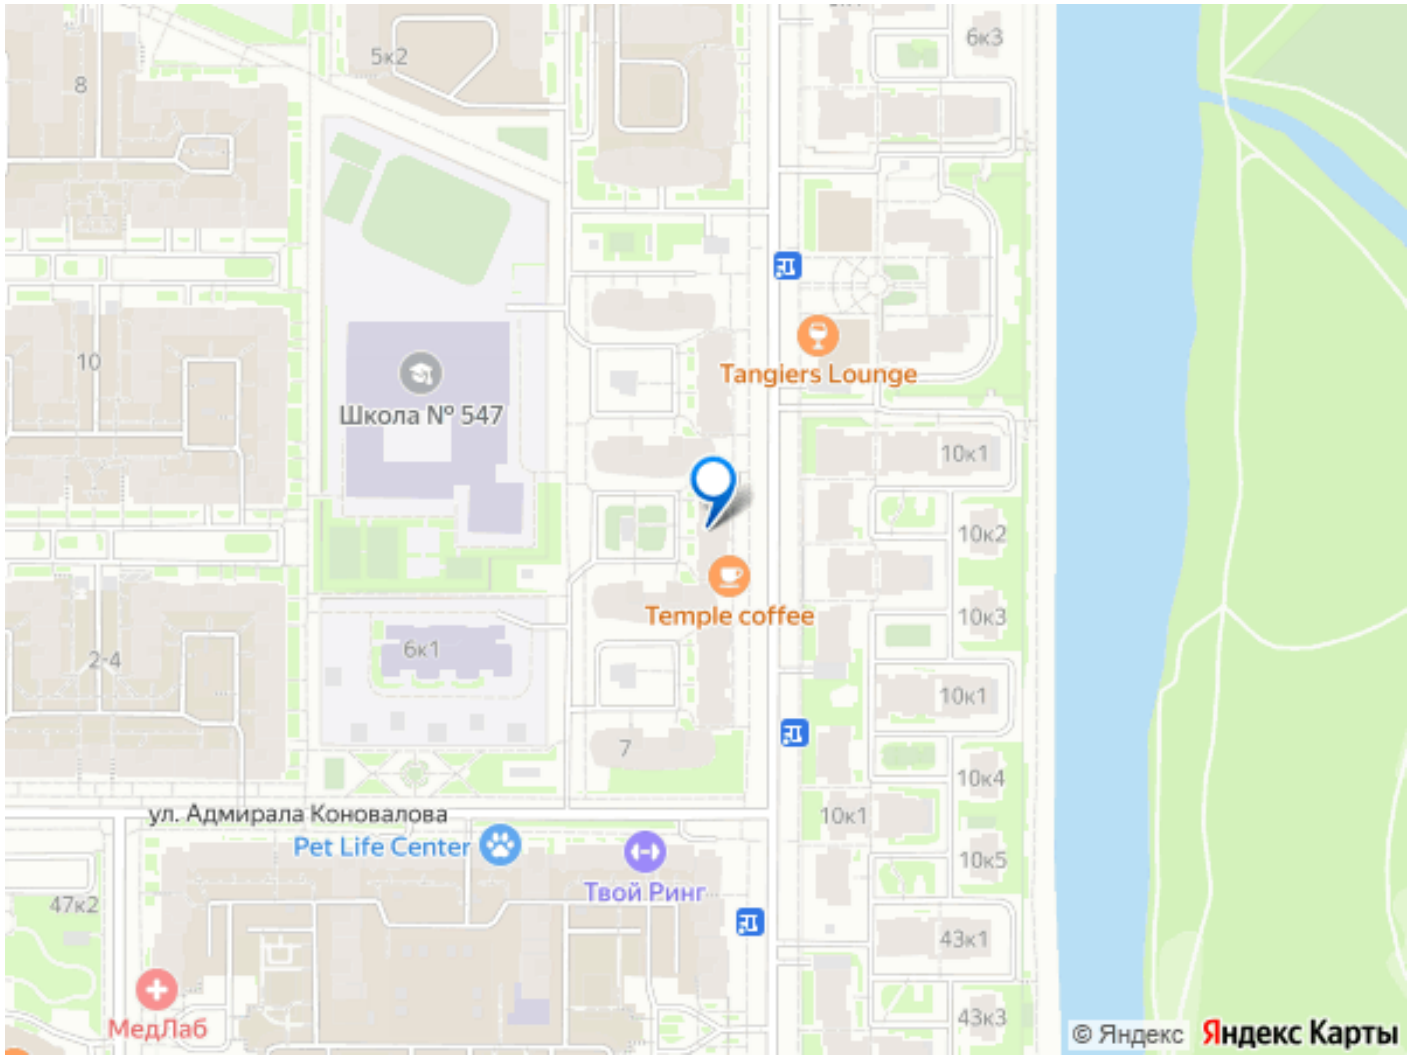 6к3
5к2
8
10
Tangiers Lounge
Школа № 547
10к1
10к2
10к3
Temple coffee
6к1
2-4
10к1
7
10к4
ул. Адмирала Коновалова
10к1
Pet Life Center
10к5
Твой Ринг
47к2
43к1
МедЛаб
43к3
© Яндекс Яндекс Карты